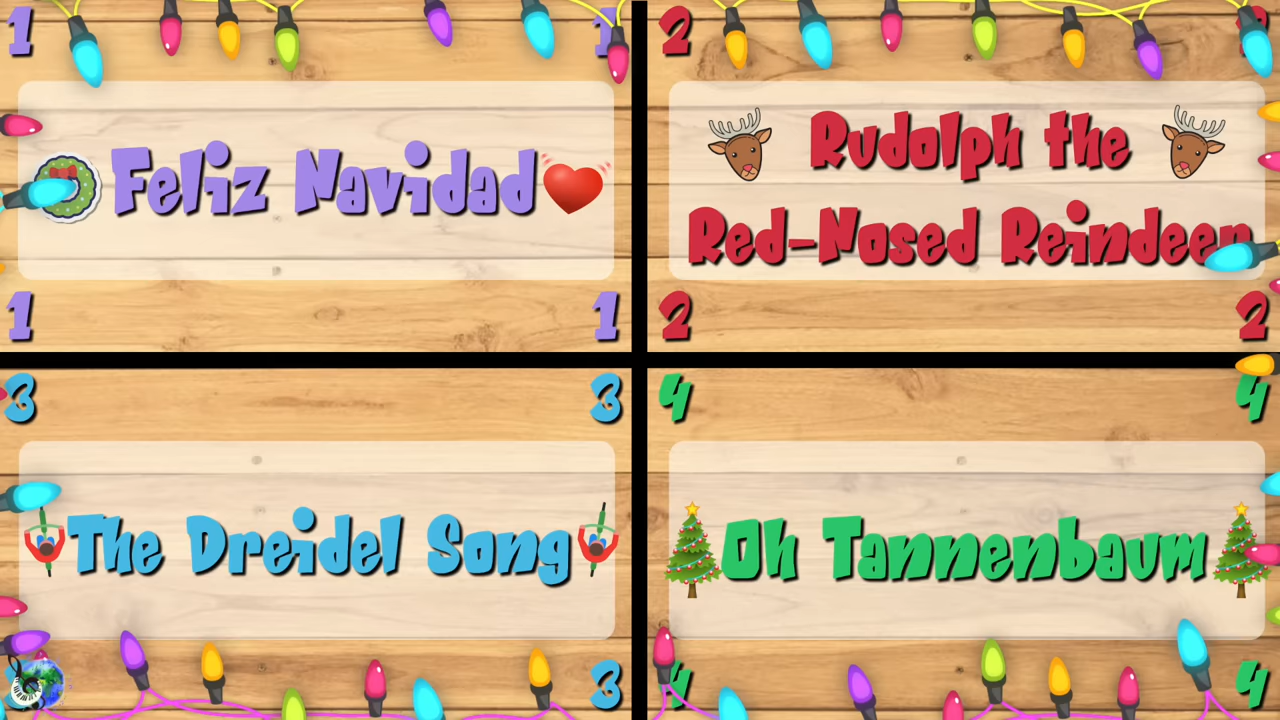 1 1
Feliz Navidad
1 1
2 2
Rudolph the
Red-Nosed Reindeer
2 2
3 3
The Dreidel Song
3
4 4
Oh Tannenbaum
4 4